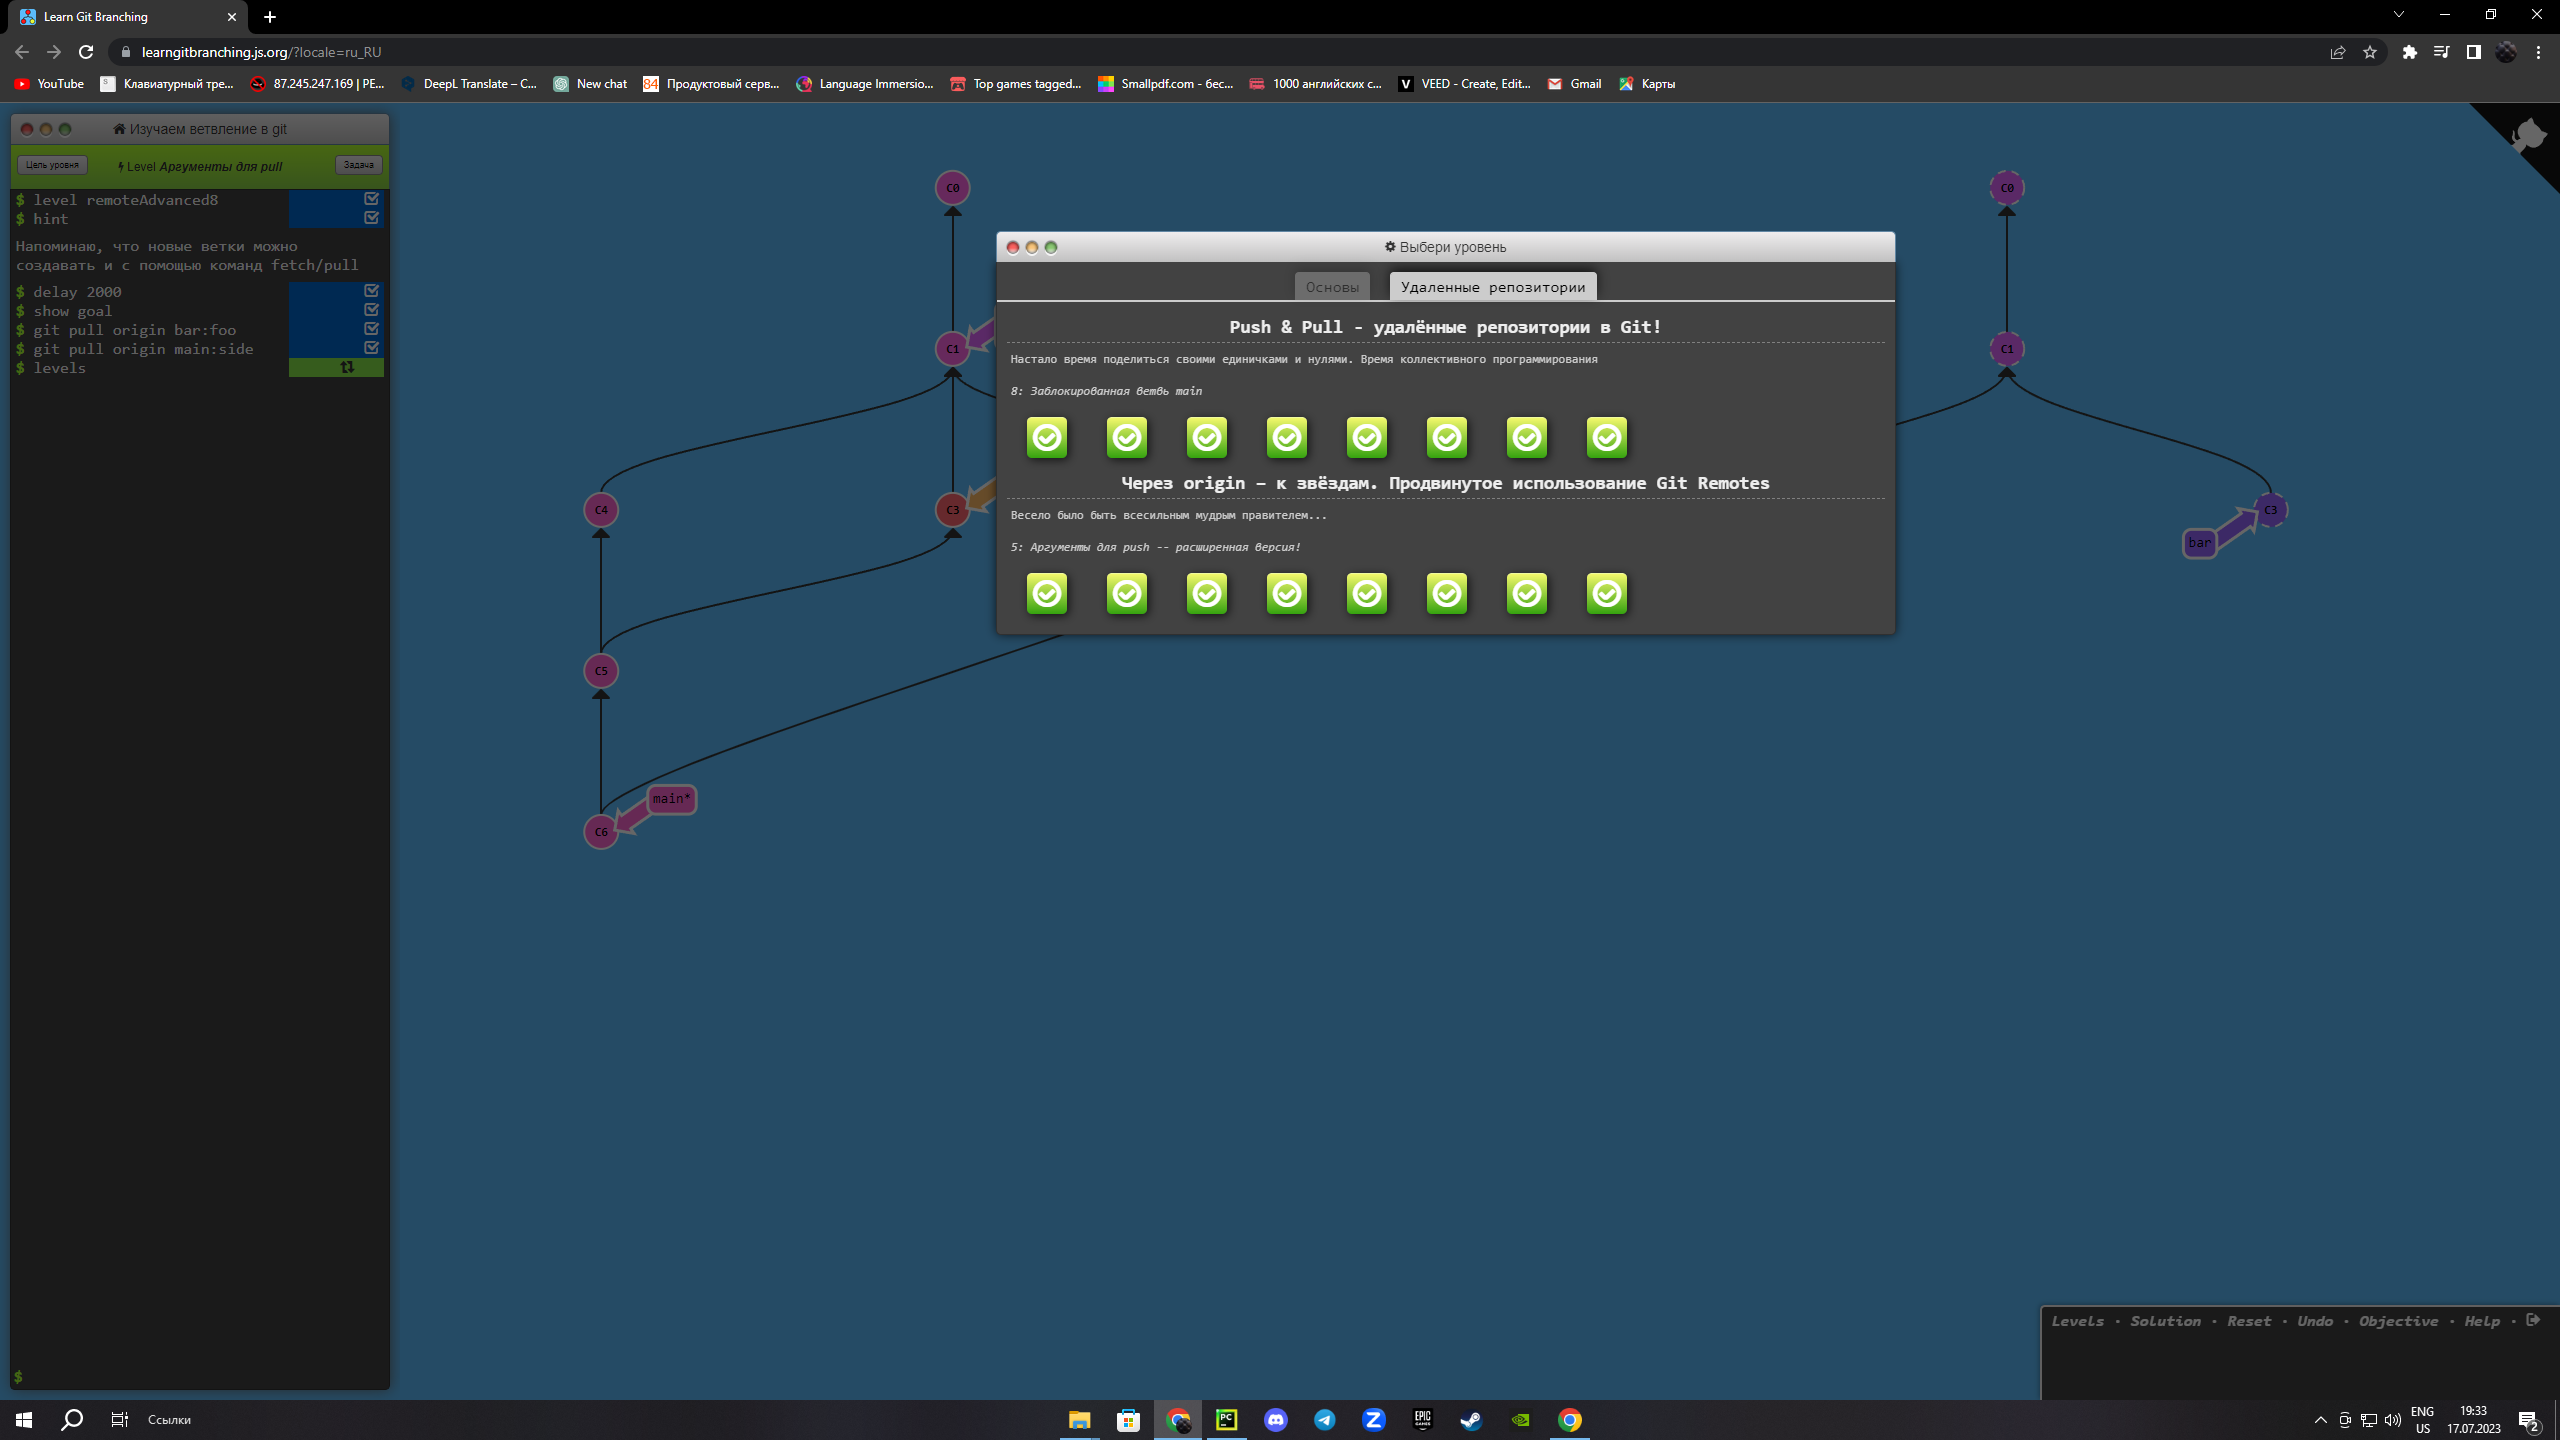 Learn Git Branching
learngitbranching.js.org/?locale=ru_RU
YouTube
Клавиатурный тре...
87.245.247.169 | PE...
DeepL Translate – C...
New chat
84 Продуктовый серв...
Language Immersio...
Top games tagged...
Smallpdf.com - бес...
1000 английских с...
V VEED - Create, Edit...
Gmail
Карты
Изучаем ветвление в git
Цель уровня
Level Аргументы для pull
Задача
$ level remoteAdvanced8
$ hint
Напоминаю, что новые ветки можно
создавать и с помощью команд fetch/pull
$ delay 2000
$ show goal
$ git pull origin bar:foo
$ git pull origin main:side
$ levels
$
C0
C1
C4
C3
C5
C6
main*
C0
C1
C3
bar
Выбери уровень
Основы
Удаленные репозитории
Push & Pull - удалённые репозитории в Git!
Настало время поделиться своими единичками и нулями. Время коллективного программирования
8: Заблокированная ветвь main
Через origin – к звёздам. Продвинутое использование Git Remotes
Весело было быть всесильным мудрым правителем...
5: Аргументы для push -- расширенная версия!
Levels · Solution · Reset · Undo · Objective · Help ·
Ссылки
PC
Z
EPIC
GAMES
ENG
US
19:33
17.07.2023
2